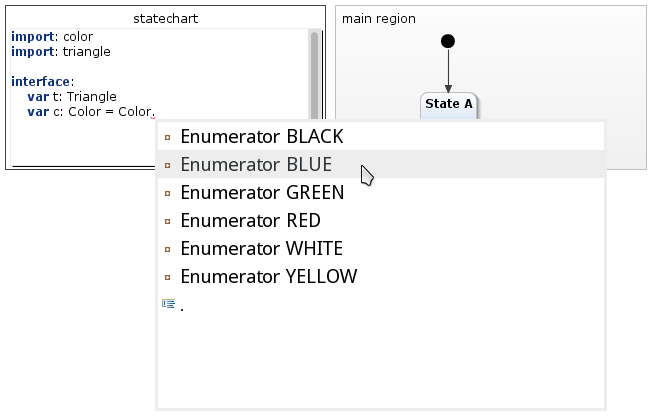 statechart
import: color
import: triangle
interface:
var t: Triangle
var c: Color = Color.
main region
State A
Enumerator BLACK
Enumerator BLUE
Enumerator GREEN
Enumerator RED
Enumerator WHITE
Enumerator YELLOW
.